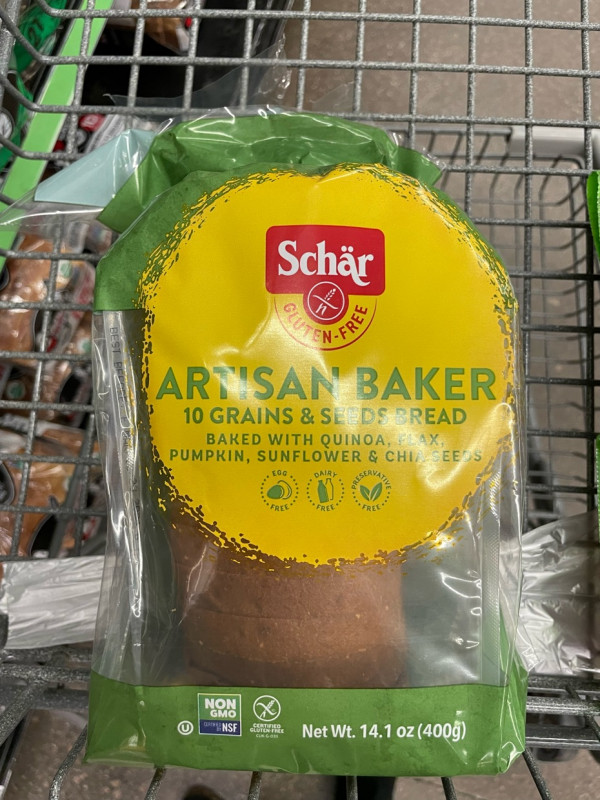 Schär
GLUTEN-FREE
ARTISAN BAKER
10 GRAINS & SEEDS BREAD
BAKED WITH QUINOA, FLAX,
PUMPKIN, SUNFLOWER & CHIA SEEDS
EGG FREE
DAIRY FREE
PRESERVATIVE FREE
NON
GMO
NSF
U
CERTIFIED
GLUTEN-FREE
Net Wt. 14.1 oz (400g)